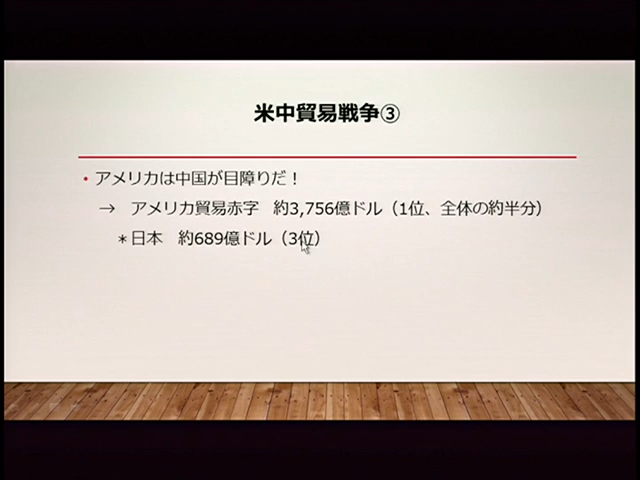 米中貿易戦争③
・アメリカは中国が目障りだ！
→　アメリカ貿易赤字　約3,756億ドル（1位、全体の約半分）
＊日本　約689億ドル（3位）